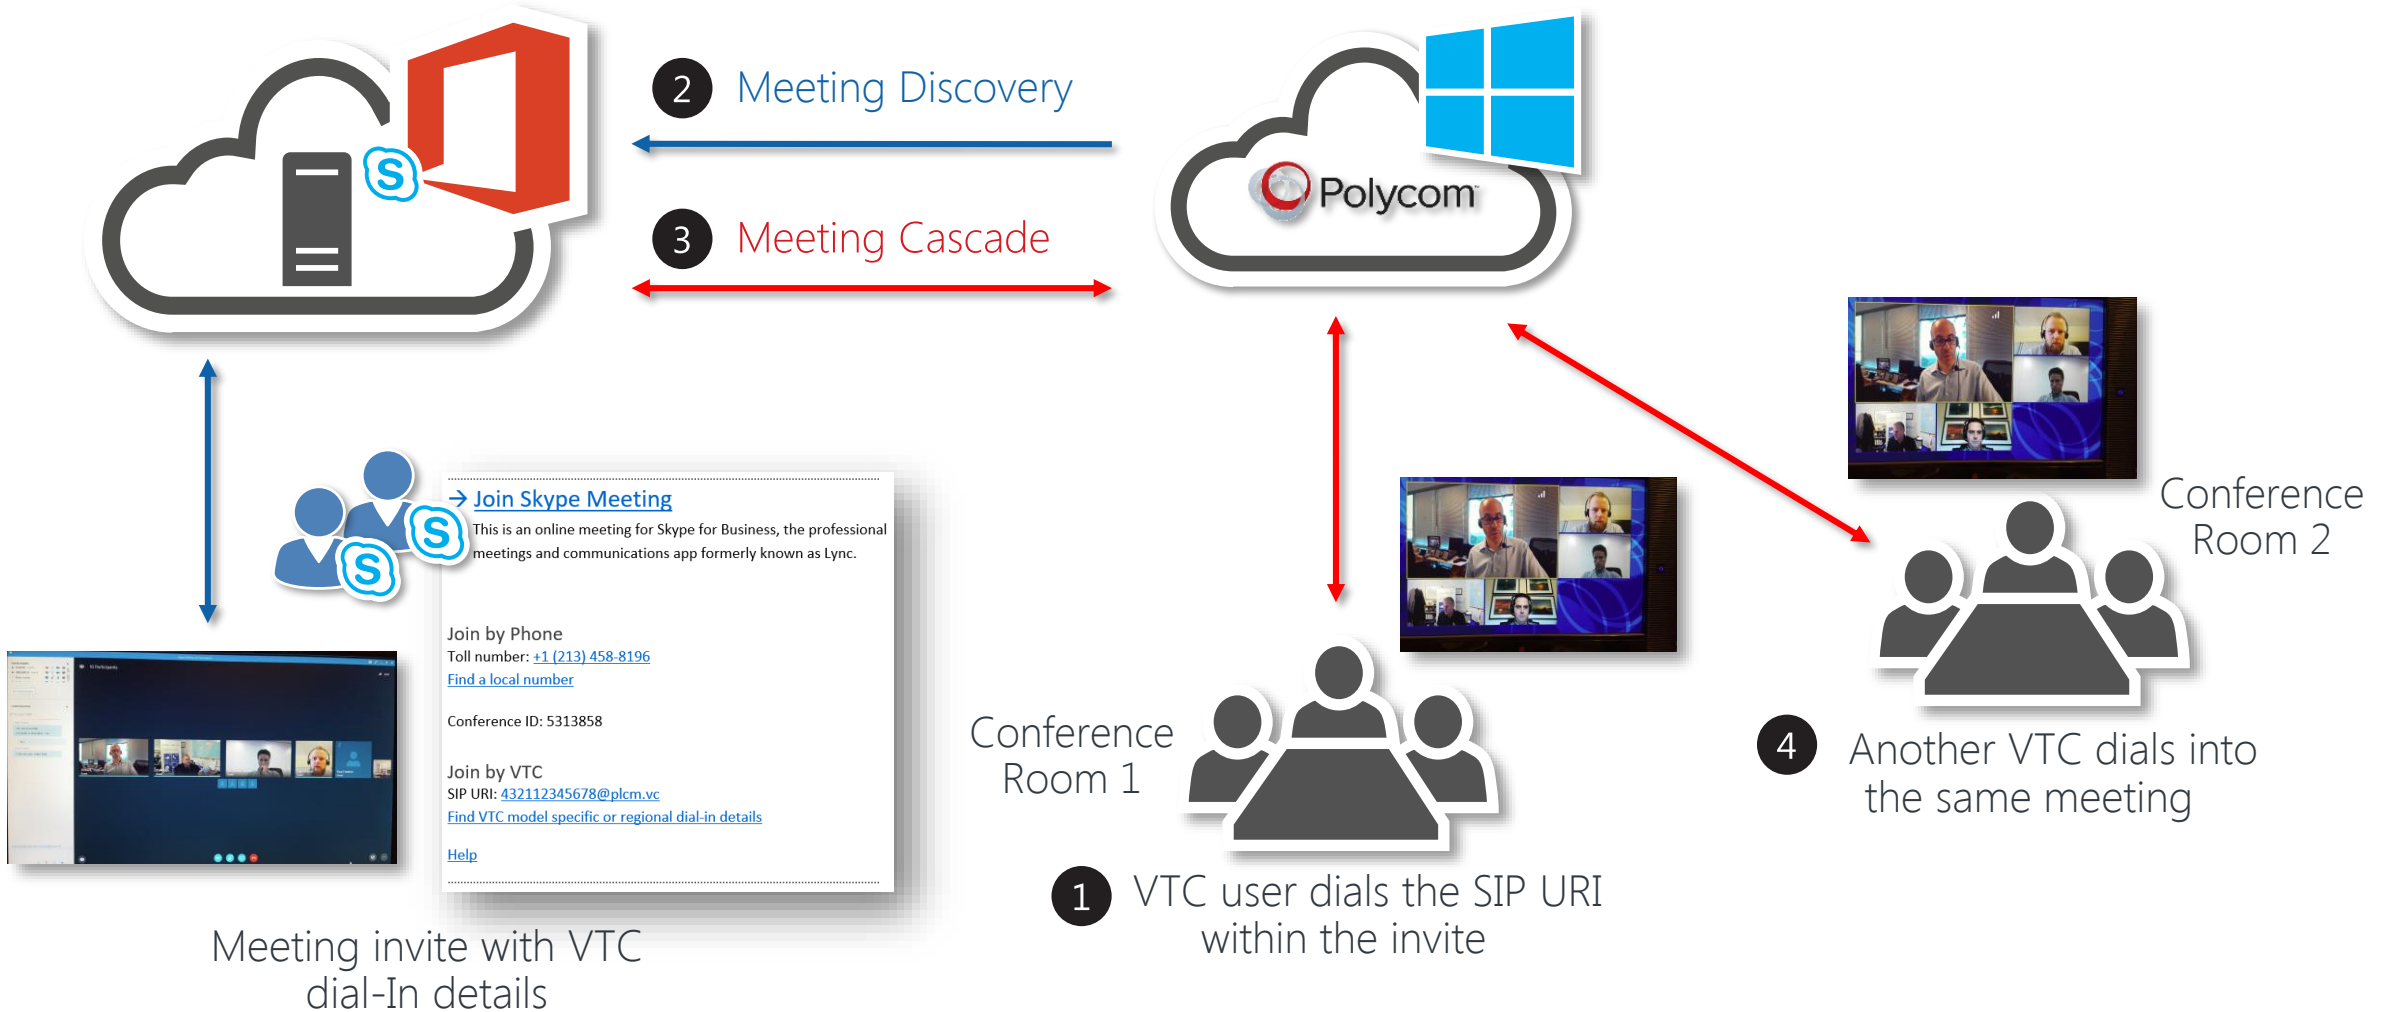 2
Meeting Discovery
3
Meeting Cascade
S
Polycom
→ Join Skype Meeting
This is an online meeting for Skype for Business, the professional
meetings and communications app formerly known as Lync.
S
S
Join by Phone
Toll number: +1 (213) 458-8196
Find a local number
Conference ID: 5313858
Join by VTC
SIP URI: 432112345678@plcm.vc
Find VTC model specific or regional dial-in details
Help
Meeting invite with VTC
dial-In details
Conference
Room 1
1
VTC user dials the SIP URI
within the invite
Conference
Room 2
4
Another VTC dials into
the same meeting